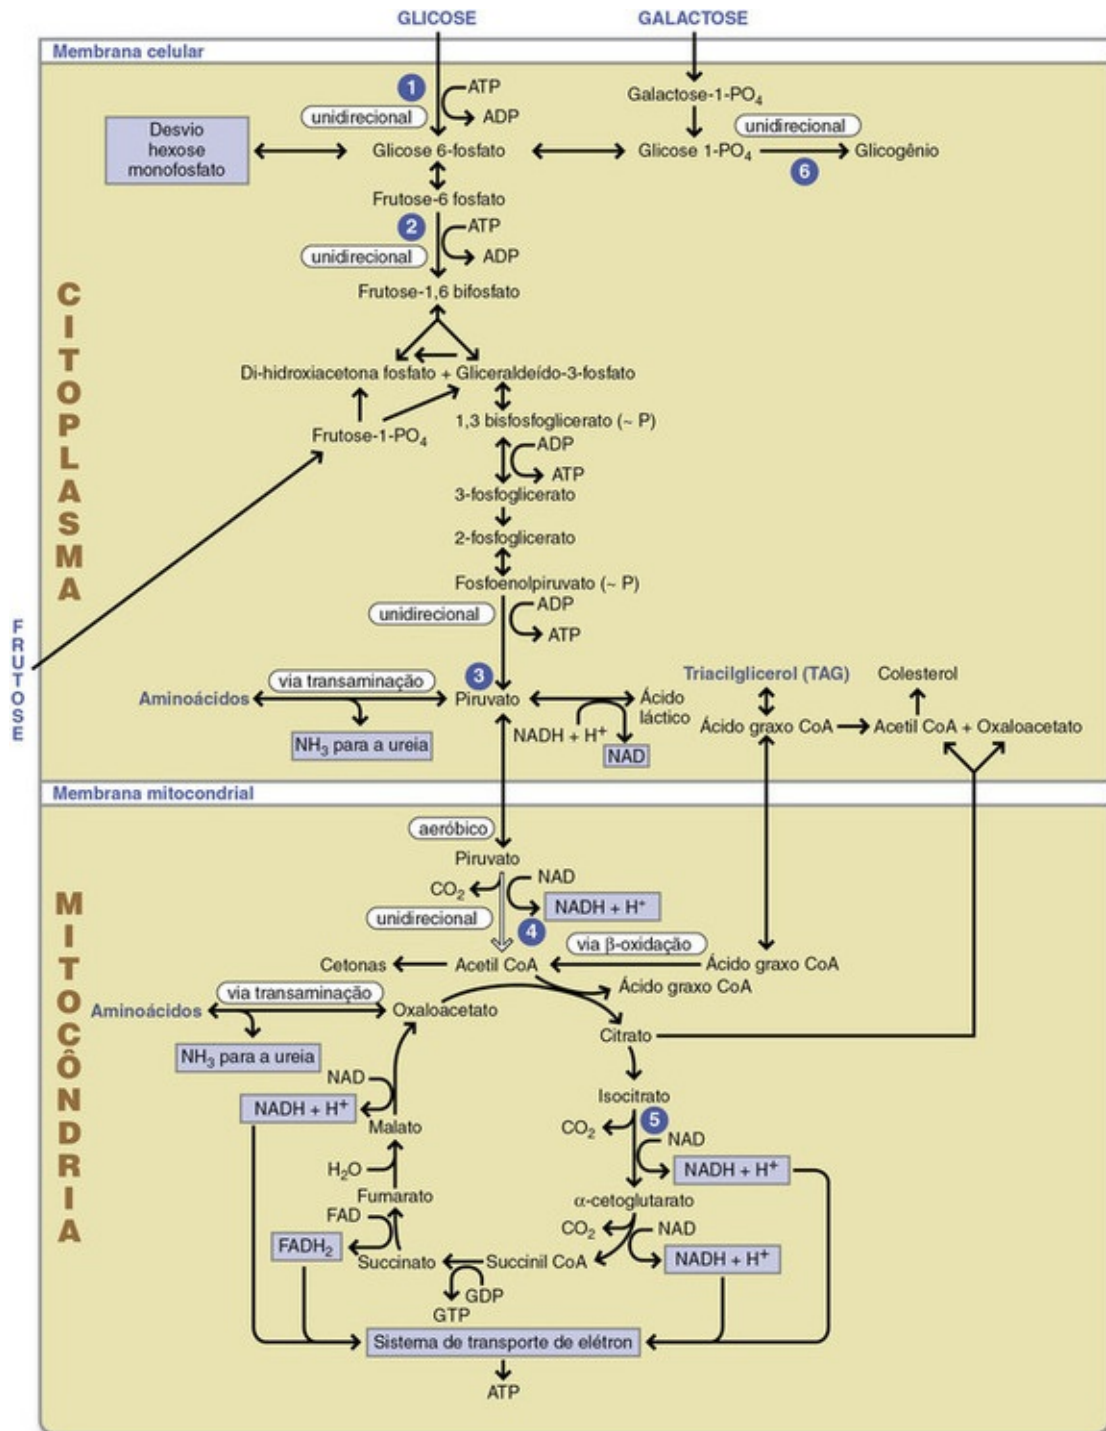 GLICOSE
GALACTOSE
Membrana celular
1
ATP
ADP
unidirecional
Galactose-1-PO₄
Desvio
hexose
monofosfato
Glicose 6-fosfato
Glicose 1-PO₄
unidirecional
6
Glicogênio
Frutose-6 fosfato
2
ATP
ADP
unidirecional
Frutose-1,6 bifosfato
CITOPLASMA
Di-hidroxiacetona fosfato + Gliceraldeído-3-fosfato
Frutose-1-PO₄
1,3 bisfosfoglicerato (~ P)
ADP
ATP
3-fosfoglicerato
2-fosfoglicerato
Fosfoenolpiruvato (~ P)
unidirecional
ADP
ATP
FRUTOSE
3
Aminoácidos
via transaminação
Piruvato
Ácido
láctico
NH₃ para a ureia
NADH + H⁺
NAD
Triacilglicerol (TAG)
Colesterol
Ácido graxo CoA
Acetil CoA + Oxaloacetato
Membrana mitocondrial
aeróbico
Piruvato
CO₂
NAD
NADH + H⁺
unidirecional
4
MITOCÔNDRIA
Cetonas
Acetil CoA
via β-oxidação
Ácido graxo CoA
Ácido graxo CoA
Aminoácidos
via transaminação
Oxaloacetato
NH₃ para a ureia
Citrato
NAD
NADH + H⁺
Malato
Isocitrato
5
CO₂
NAD
NADH + H⁺
H₂O
Fumarato
α-cetoglutarato
FAD
FADH₂
CO₂
NAD
NADH + H⁺
Succinato
Succinil CoA
GDP
GTP
Sistema de transporte de elétron
ATP